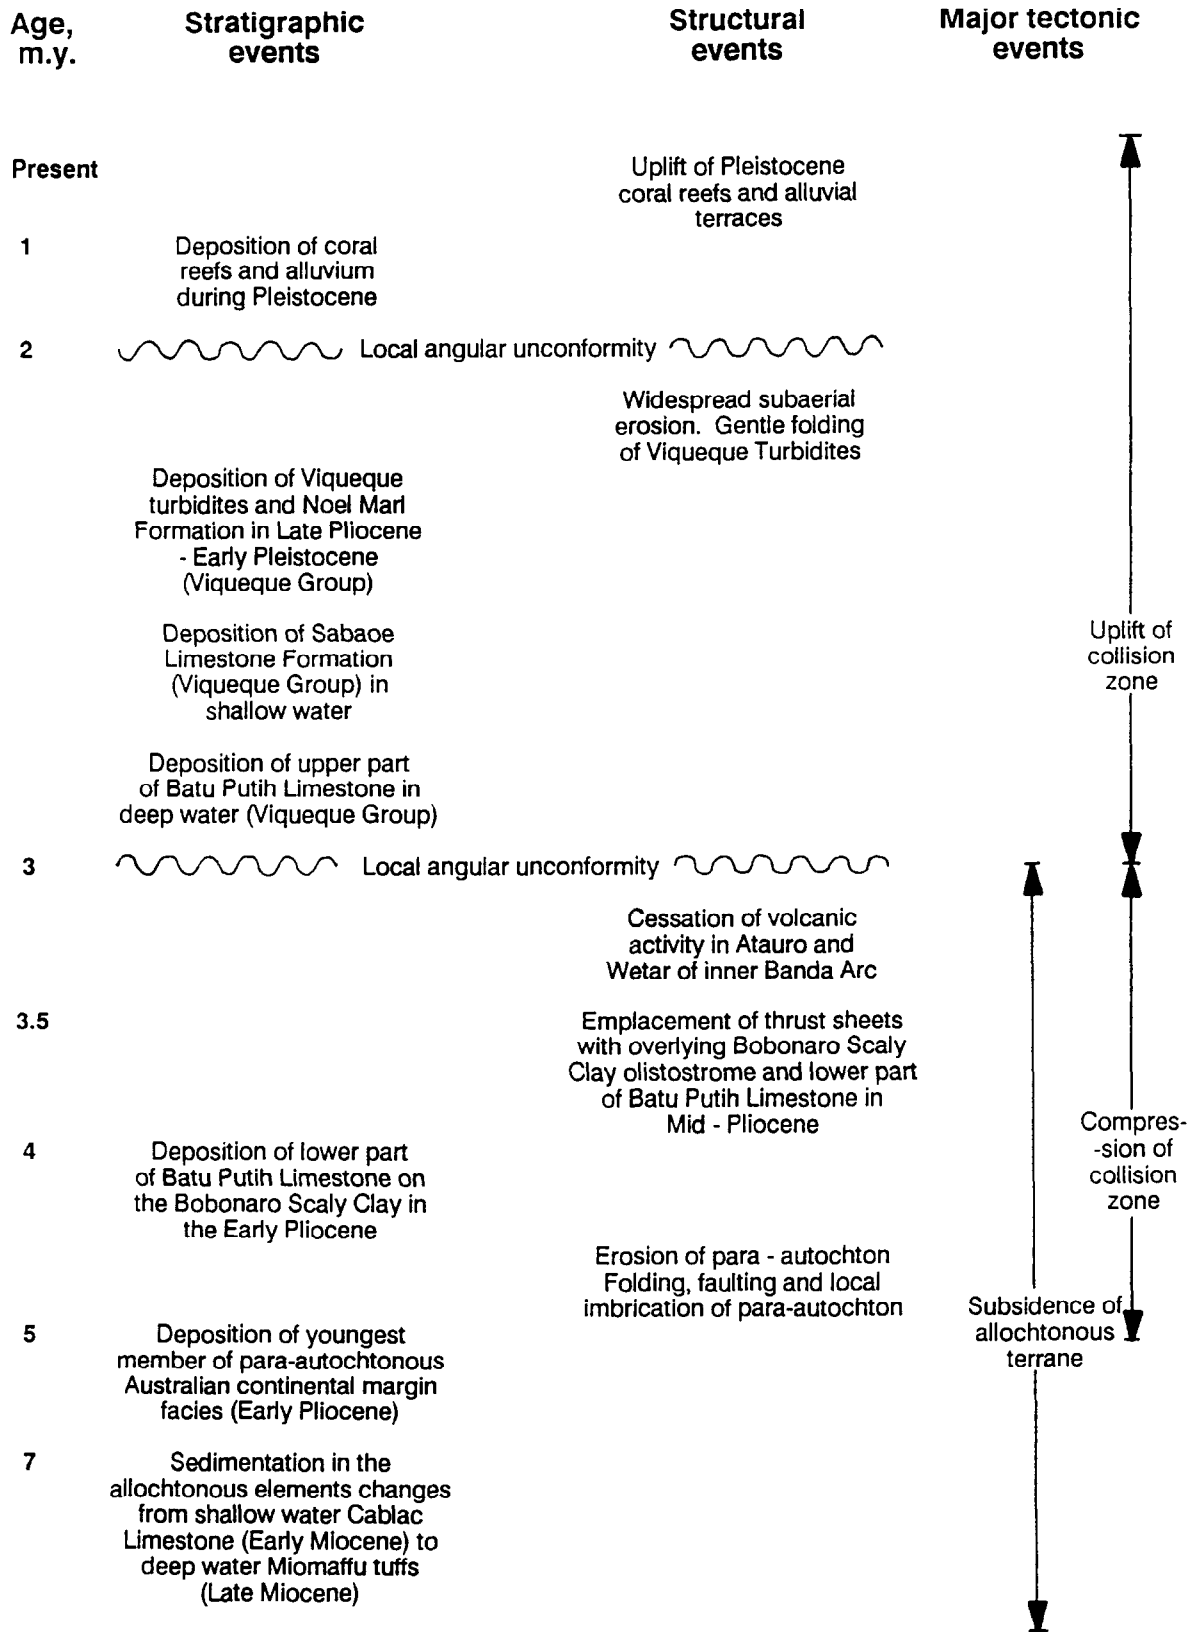 Age, m.y.
Stratigraphic events
Structural events
Major tectonic events
Present
Uplift of Pleistocene
coral reefs and alluvial
terraces
1
Deposition of coral
reefs and alluvium
during Pleistocene
2
Local angular unconformity
Widespread subaerial
erosion. Gentle folding
of Viqueque Turbidites
Deposition of Viqueque
turbidites and Noel Marl
Formation in Late Pliocene
- Early Pleistocene
(Viqueque Group)
Deposition of Sabaoe
Limestone Formation
(Viqueque Group) in
shallow water
Uplift of
collision
zone
Deposition of upper part
of Batu Putih Limestone in
deep water (Viqueque Group)
3
Local angular unconformity
Cessation of volcanic
activity in Atauro and
Wetar of inner Banda Arc
3.5
Emplacement of thrust sheets
with overlying Bobonaro Scaly
Clay olistostrome and lower part
of Batu Putih Limestone in
Mid - Pliocene
Compres-
-sion of
collision
zone
4
Deposition of lower part
of Batu Putih Limestone on
the Bobonaro Scaly Clay in
the Early Pliocene
Erosion of para - autochton
Folding, faulting and local
imbrication of para-autochton
Subsidence of
allochtonous
terrane
5
Deposition of youngest
member of para-autochtonous
Australian continental margin
facies (Early Pliocene)
7
Sedimentation in the
allochtonous elements changes
from shallow water Cablac
Limestone (Early Miocene) to
deep water Miomaffu tuffs
(Late Miocene)